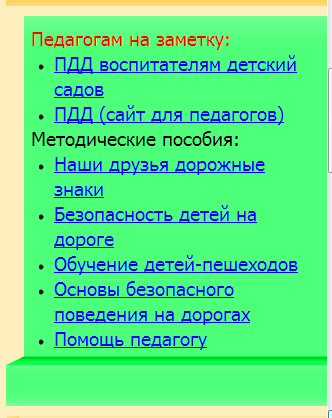 Педагогам на заметку:
ПДД воспитателям детский
садов
ПДД (сайт для педагогов)
Методические пособия:
Наши друзья дорожные
знаки
Безопасность детей на
дороге
Обучение детей-пешеходов
Основы безопасного
поведения на дорогах
Помощь педагогу